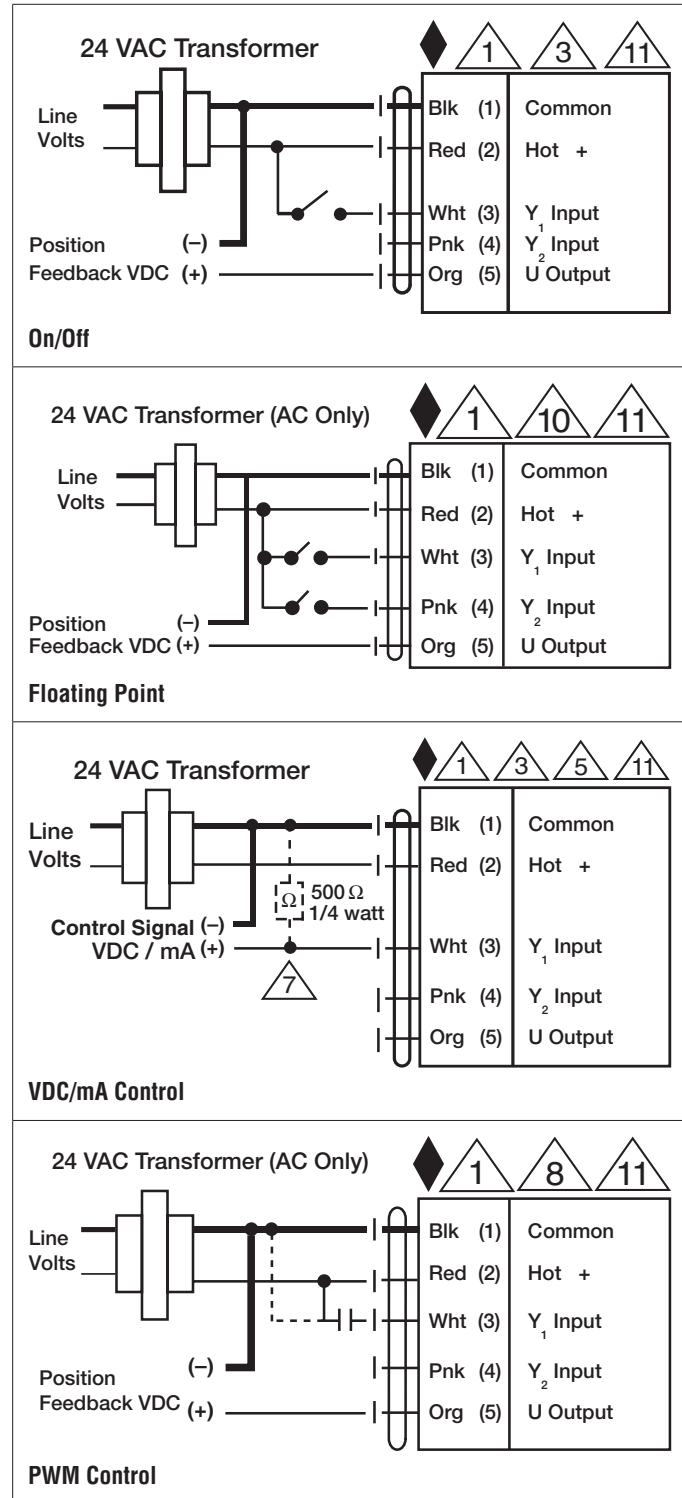 24 VAC Transformer
1 3 11
Line Volts
Blk (1) Common
Red (2) Hot +
Wht (3) Y1 Input
Pnk (4) Y2 Input
Org (5) U Output
Position (–)
Feedback VDC (+)
On/Off
24 VAC Transformer (AC Only)
1 10 11
Line Volts
Blk (1) Common
Red (2) Hot +
Wht (3) Y1 Input
Pnk (4) Y2 Input
Org (5) U Output
Position (–)
Feedback VDC (+)
Floating Point
24 VAC Transformer
1 3 5 11
Line Volts
Blk (1) Common
Red (2) Hot +
Ω 500 Ω
1/4 watt
Control Signal (–)
VDC / mA (+)
7
Wht (3) Y1 Input
Pnk (4) Y2 Input
Org (5) U Output
VDC/mA Control
24 VAC Transformer (AC Only)
1 8 11
Line Volts
Blk (1) Common
Red (2) Hot +
Wht (3) Y1 Input
Pnk (4) Y2 Input
Org (5) U Output
Position (–)
Feedback VDC (+)
PWM Control